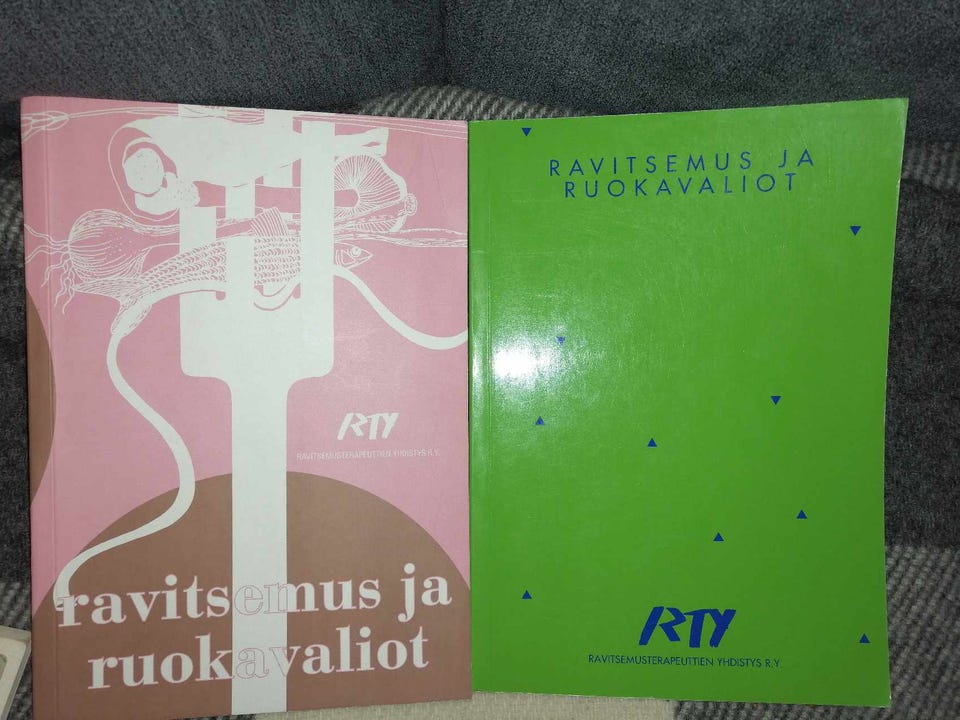 RTY
RAVITSEMUSTERAPEUTTIEN YHDISTYS R.Y.
ravitsemus ja
ruokavaliot
RAVITSEMUS JA
RUOKAVALIOT
RTY
RAVITSEMUSTERAPEUTTIEN YHDISTYS R.Y.